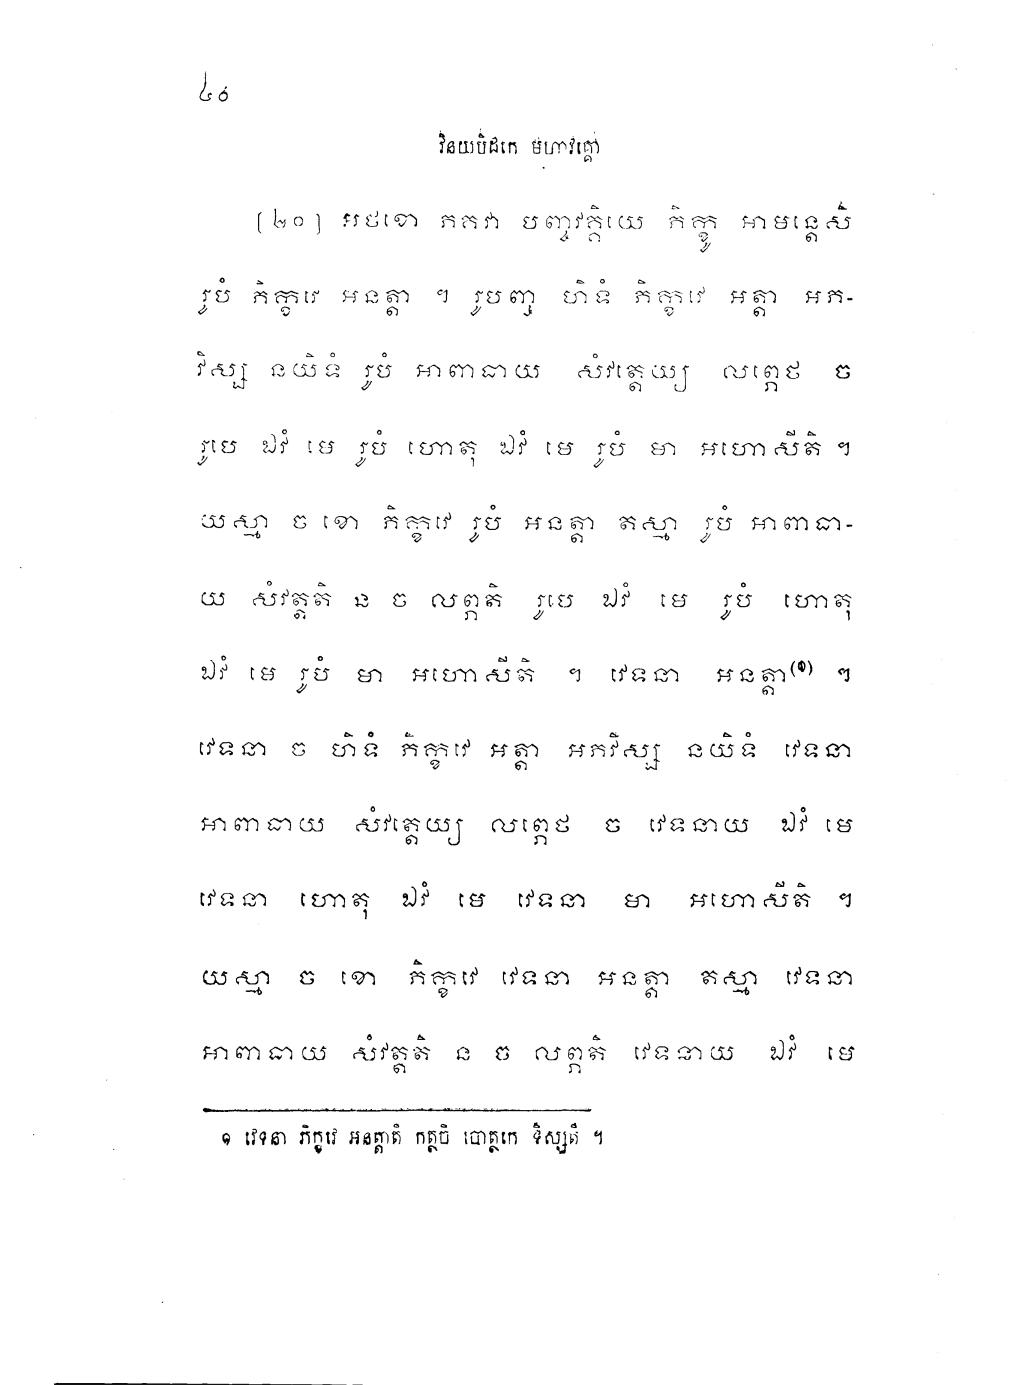 ៤០
វិនយបិដកេ មហាវគ្គោ
[២០] អថខោ ភគវា បញ្ចវគ្គិយេ ភិក្ខូ អាមន្តេសិ
រូបំ ភិក្ខវេ អនត្តា ។ រូបញ្ច ហិទំ ភិក្ខវេ អត្តា អភ-
វិស្ស នយិទំ រូបំ អាពាធាយ សំវត្តេយ្យ លព្ភេថ ច
រូបេ ឯវំ មេ រូបំ ហោតុ ឯវំ មេ រូបំ មា អហោសីតិ ។
យស្មា ច ខោ ភិក្ខវេ រូបំ អនត្តា តស្មា រូបំ អាពាធា-
យ សំវត្តតិ ន ច លព្ភតិ រូបេ ឯវំ មេ រូបំ ហោតុ
ឯវំ មេ រូបំ មា អហោសីតិ ។ វេទនា អនត្តា(១) ។
វេទនា ច ហិទំ ភិក្ខវេ អត្តា អភវិស្ស នយិទំ វេទនា
អាពាធាយ សំវត្តេយ្យ លព្ភេថ ច វេទនាយ ឯវំ មេ
វេទនា ហោតុ ឯវំ មេ វេទនា មា អហោសីតិ ។
យស្មា ច ខោ ភិក្ខវេ វេទនា អនត្តា តស្មា វេទនា
អាពាធាយ សំវត្តតិ ន ច លព្ភតិ វេទនាយ ឯវំ មេ
១ វេទនា ភិក្ខវេ អនត្តាតិ កត្ថចិ បោត្ថកេ ទិស្សតិ ។